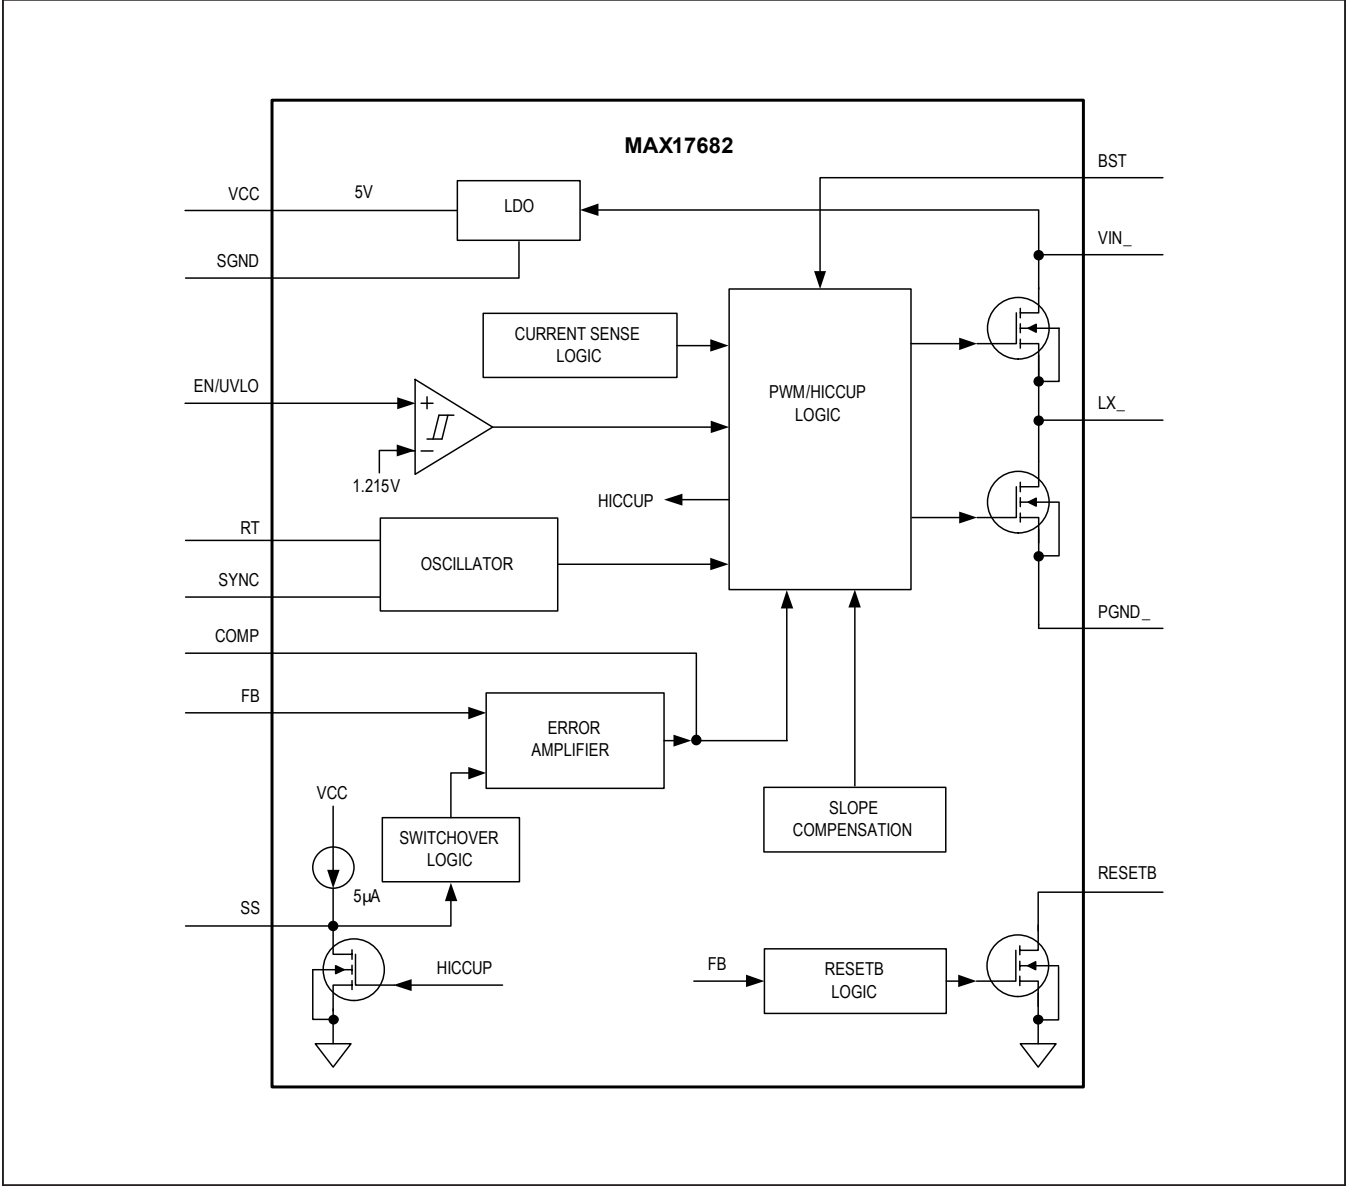 MAX17682
BST
VCC
5V
LDO
VIN_
SGND
CURRENT SENSE
LOGIC
EN/UVLO
+
−
1.215V
PWM/HICCUP
LOGIC
LX_
HICCUP
RT
OSCILLATOR
SYNC
COMP
PGND_
FB
ERROR
AMPLIFIER
VCC
SLOPE
COMPENSATION
SWITCHOVER
LOGIC
5µA
RESETB
SS
HICCUP
FB
RESETB
LOGIC